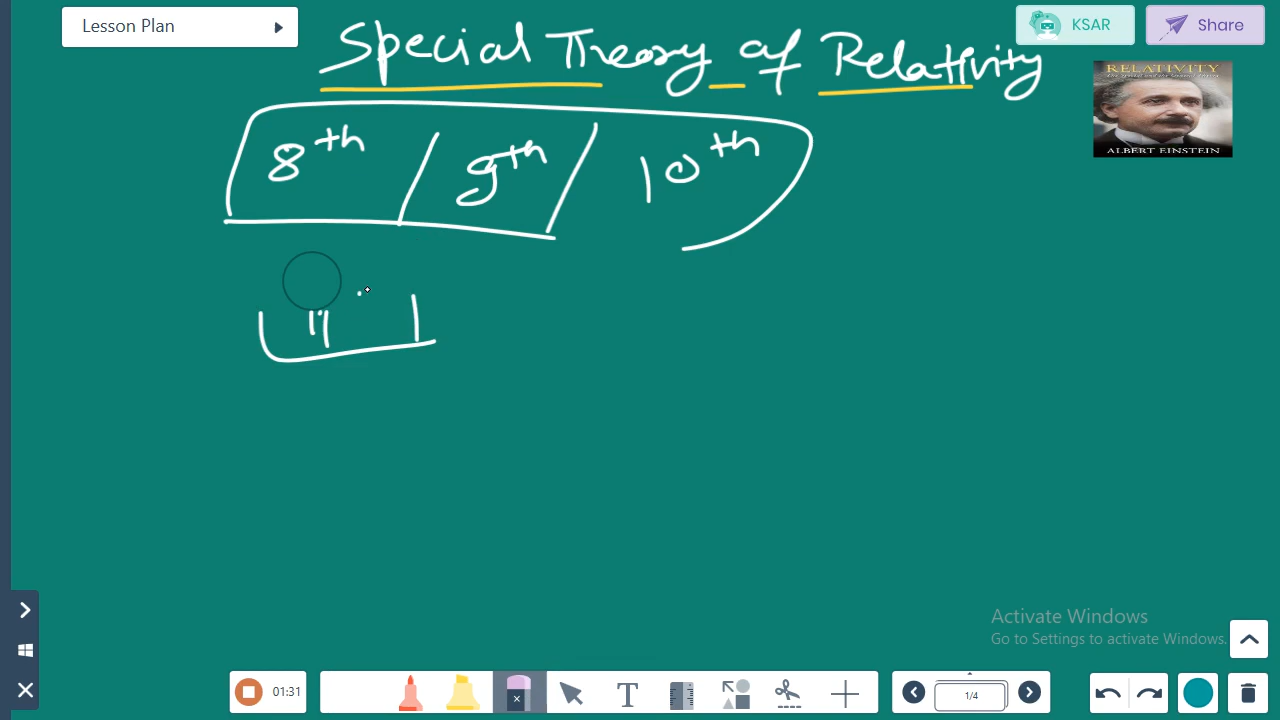 Lesson Plan
Special Theory of Relativity
KSAR
Share
RELATIVITY
ALBERT EINSTEIN
8th / 9th / 10th
Activate Windows
Go to Settings to activate Windows.
01:31
T
1/4